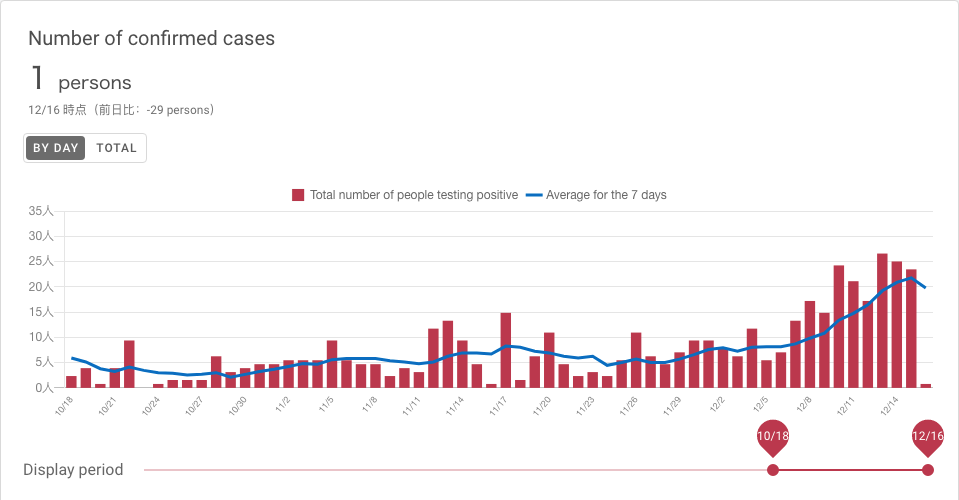 Number of confirmed cases
1 persons
12/16 時点（前日比：-29 persons）
BY DAY TOTAL
Total number of people testing positive Average for the 7 days
35人
30人
25人
20人
15人
10人
5人
0人
10/18 10/21 10/24 10/27 10/30 11/2 11/5 11/8 11/11 11/14 11/17 11/20 11/23 11/26 11/29 12/2 12/5 12/8 12/11 12/14
10/18 12/16
Display period